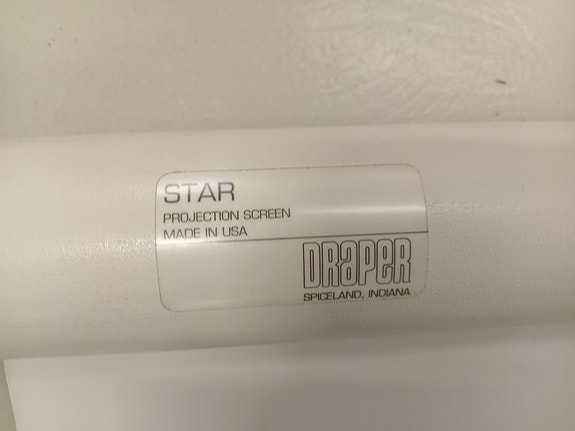 STAR
PROJECTION SCREEN
MADE IN USA
DRAPER
SPICELAND, INDIANA